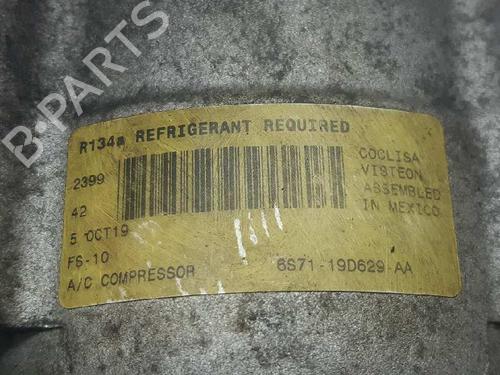 B-PARTS
R134a REFRIGERANT REQUIRED
2399
42
5 OCT19
FS-10
A/C COMPRESSOR
COCLISA
VISTEON
ASSEMBLED
IN MEXICO
6S71-19D629-AA